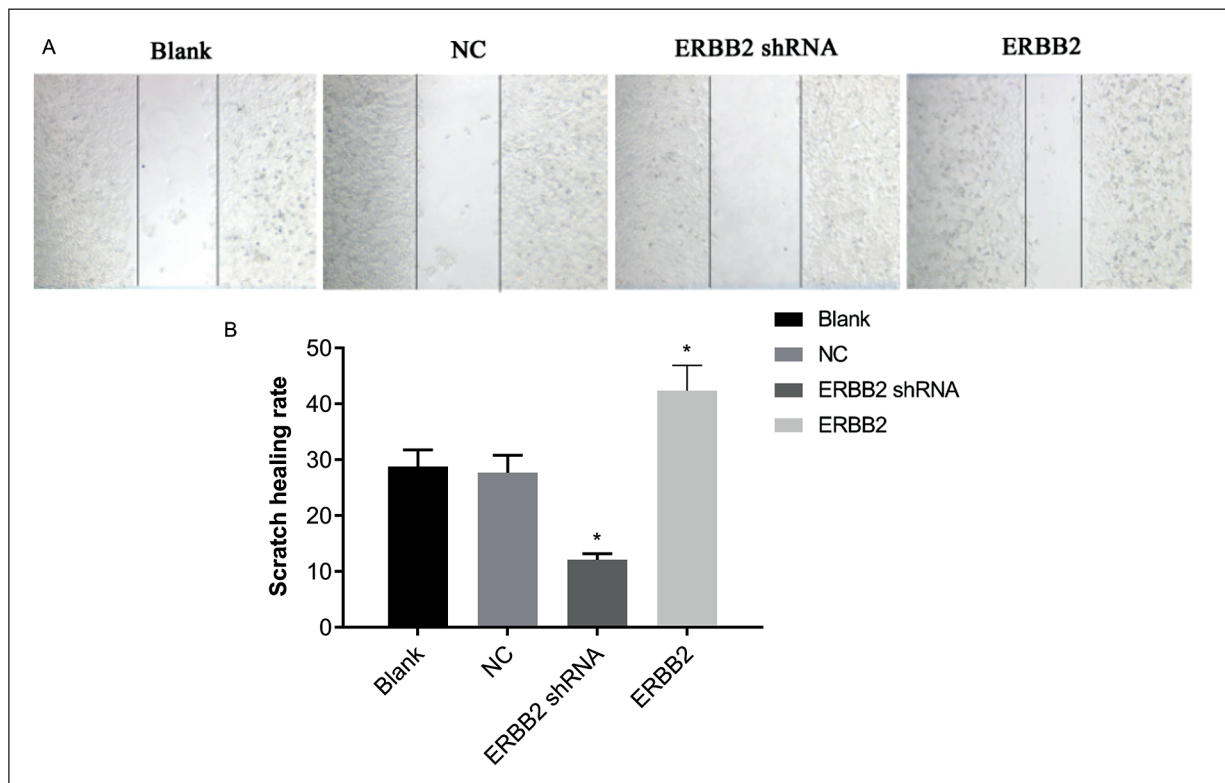 A
Blank
NC
ERBB2 shRNA
ERBB2
B
Blank
NC
ERBB2 shRNA
ERBB2
50
40
30
20
10
0
Scratch healing rate
*
*
Blank
NC
ERBB2 shRNA
ERBB2